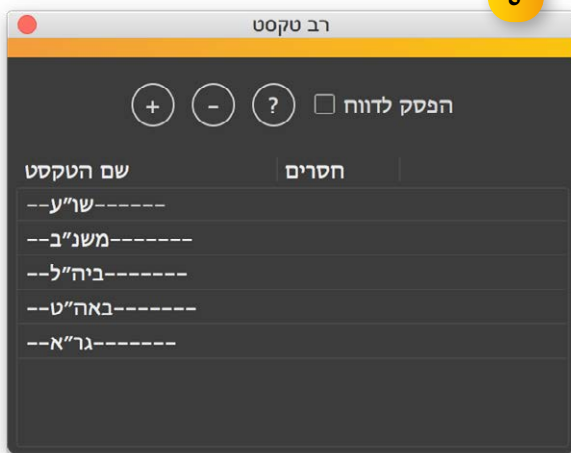 רב טקסט
+ - ? הפסק לדווח
שם הטקסט חסרים
--שו"ע------
--משנ"ב-------
--ביה"ל-------
--באה"ט-------
--גר"א-------